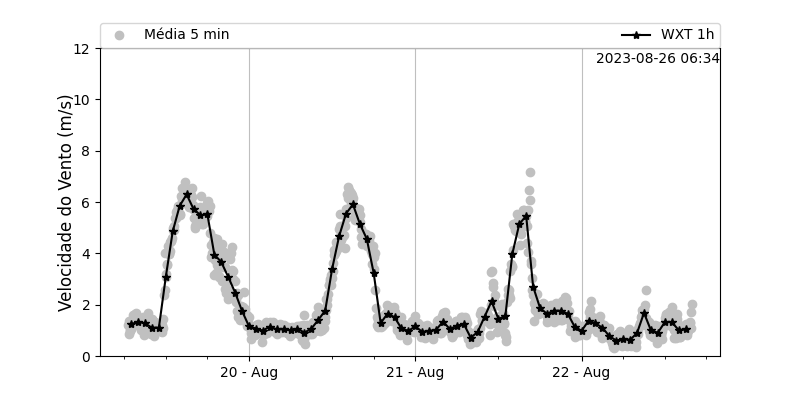 Média 5 min
WXT 1h
2023-08-26 06:34
Velocidade do Vento (m/s)
12
10
8
6
4
2
0
20 - Aug
21 - Aug
22 - Aug